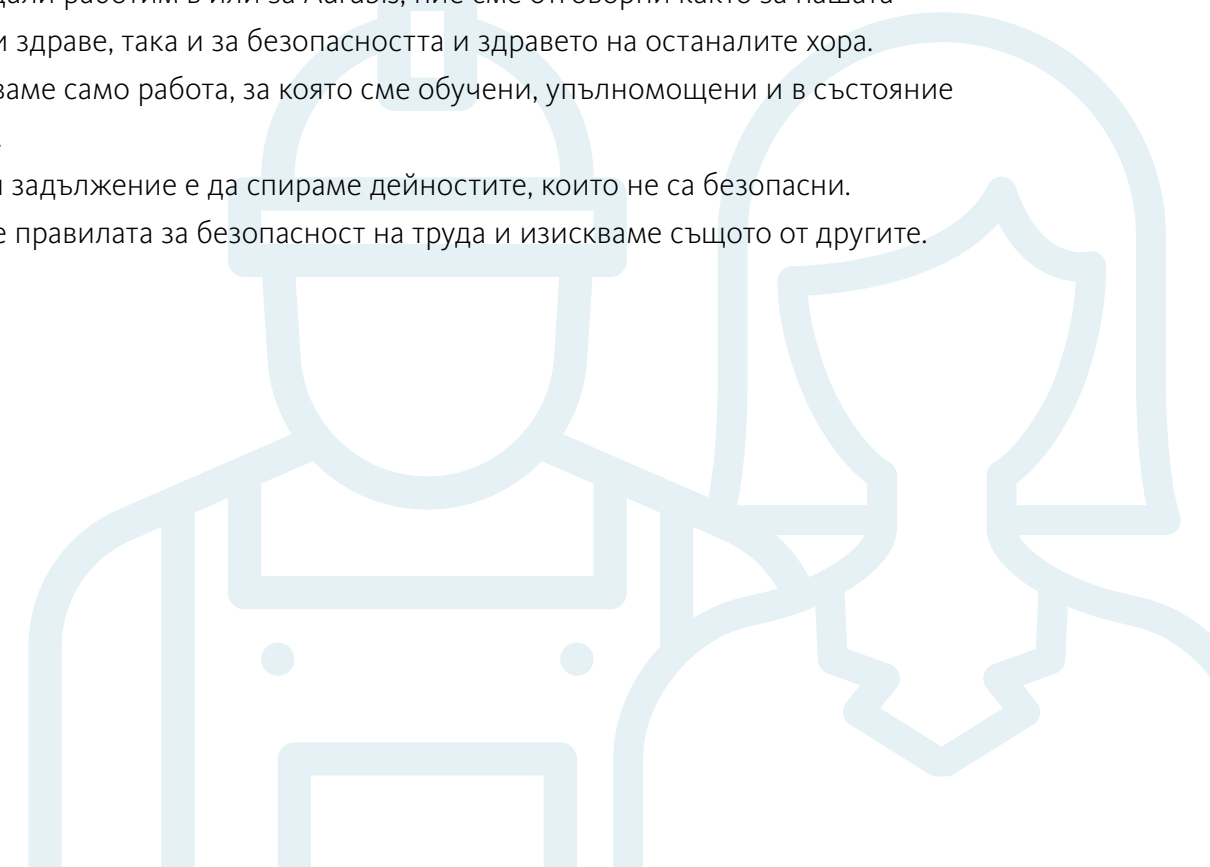 дали работим в или за Aurubis, ние сме отговорни както за нашата
и здраве, така и за безопасността и здравето на останалите хора.
ваме само работа, за която сме обучени, упълномощени и в състояние
.
задължение е да спираме дейностите, които не са безопасни.
е правилата за безопасност на труда и изискваме същото от другите.